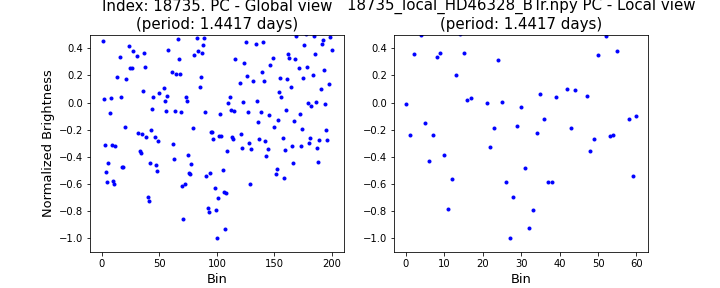 Index: 18735. PC - Global view
(period: 1.4417 days)
18735_local_HD46328_BTr.npy PC - Local view
(period: 1.4417 days)
Normalized Brightness
0.4
0.2
0.0
−0.2
−0.4
−0.6
−0.8
−1.0
0 50 100 150 200
Bin
0.4
0.2
0.0
−0.2
−0.4
−0.6
−0.8
−1.0
0 10 20 30 40 50 60
Bin